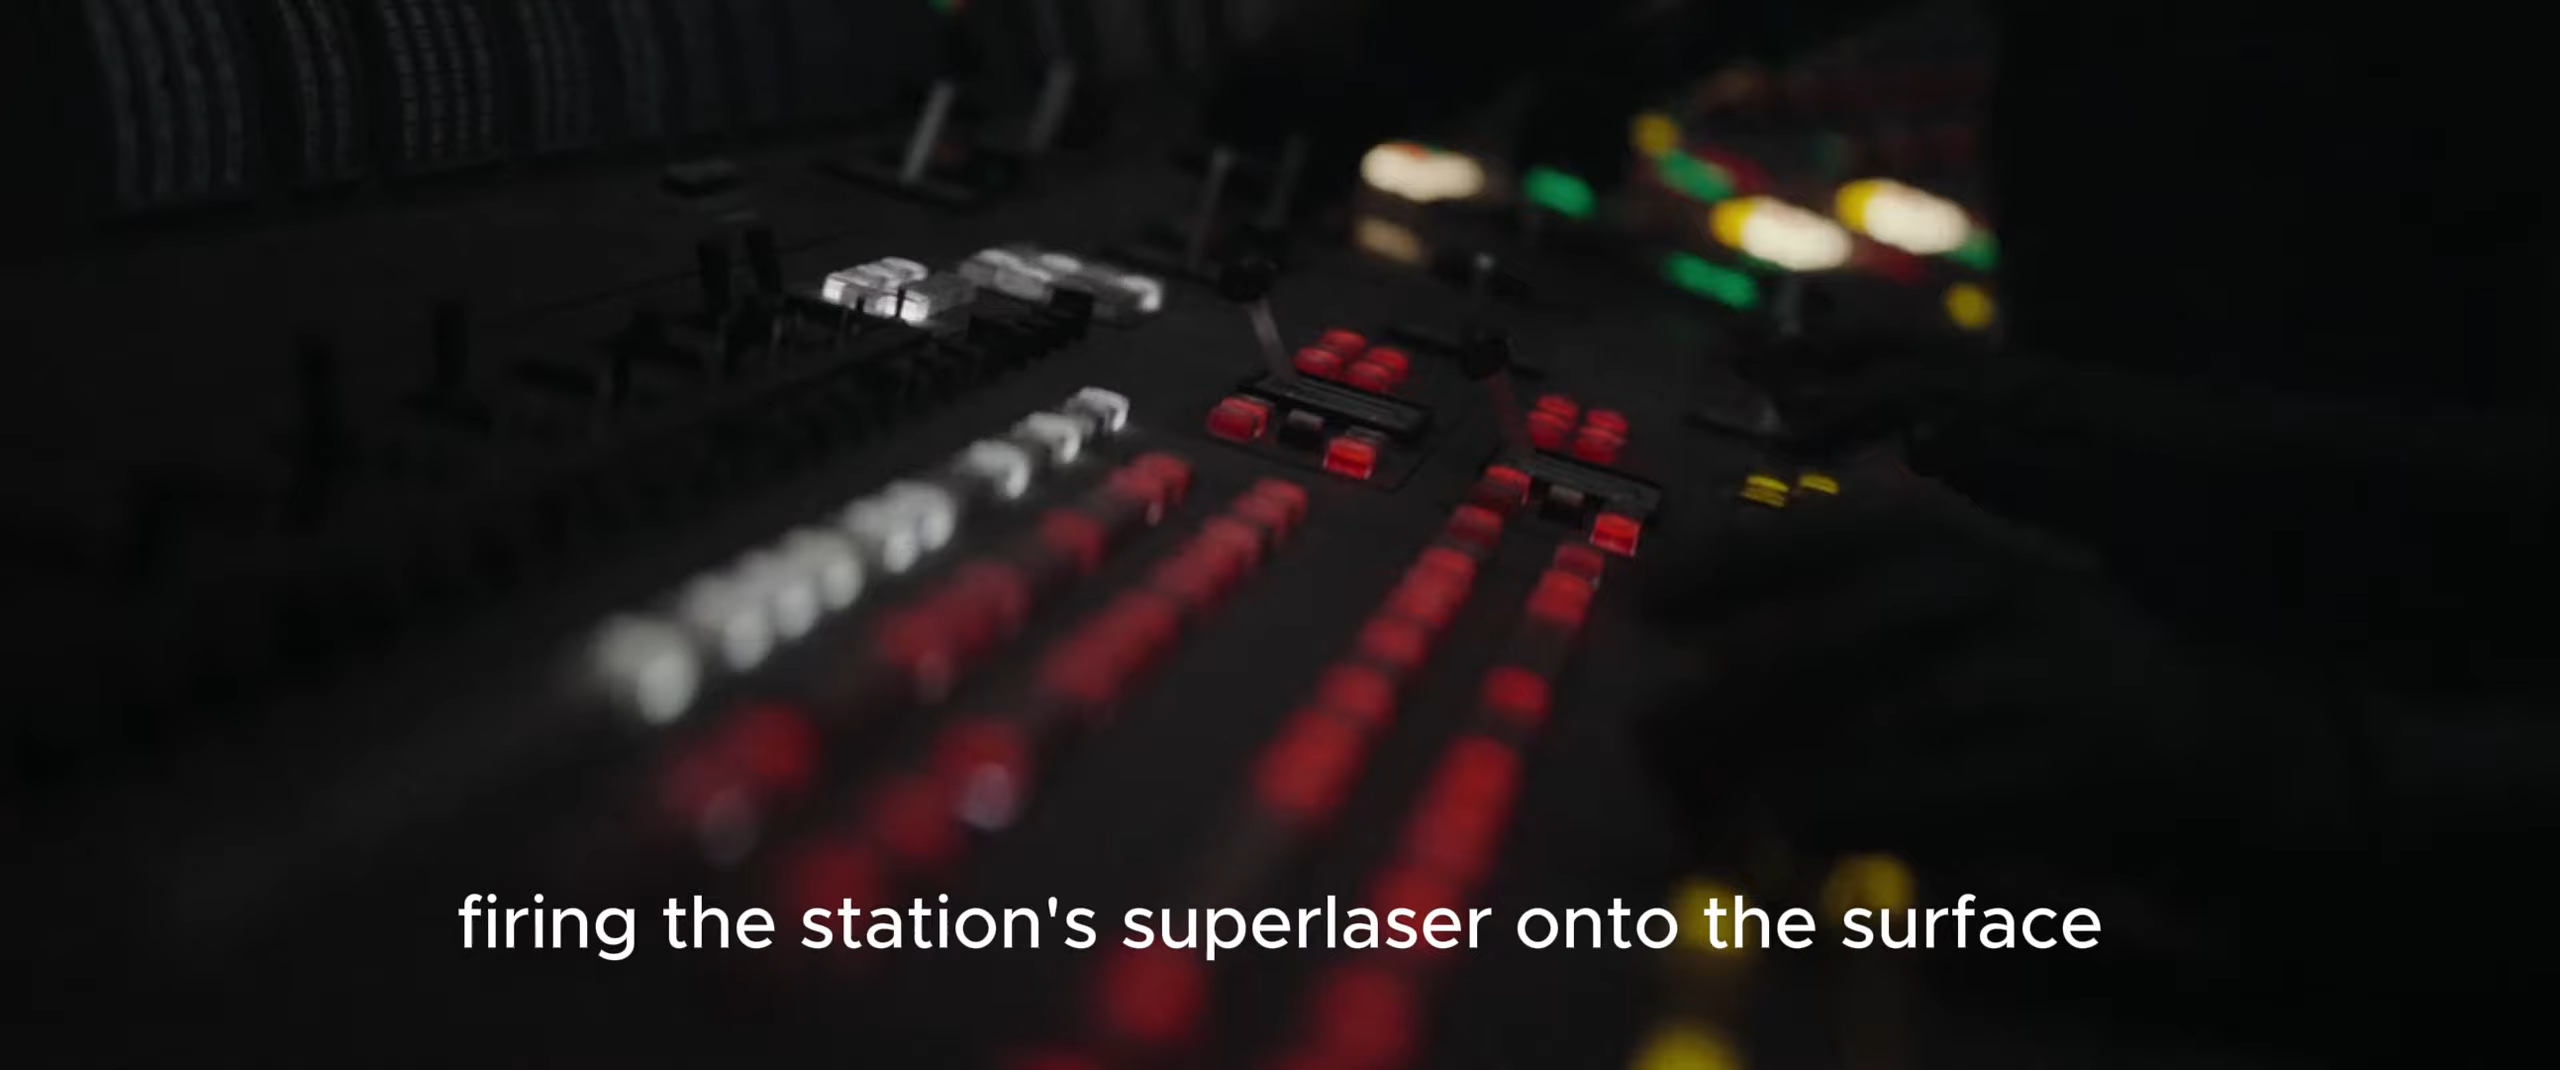 firing the station's superlaser onto the surface